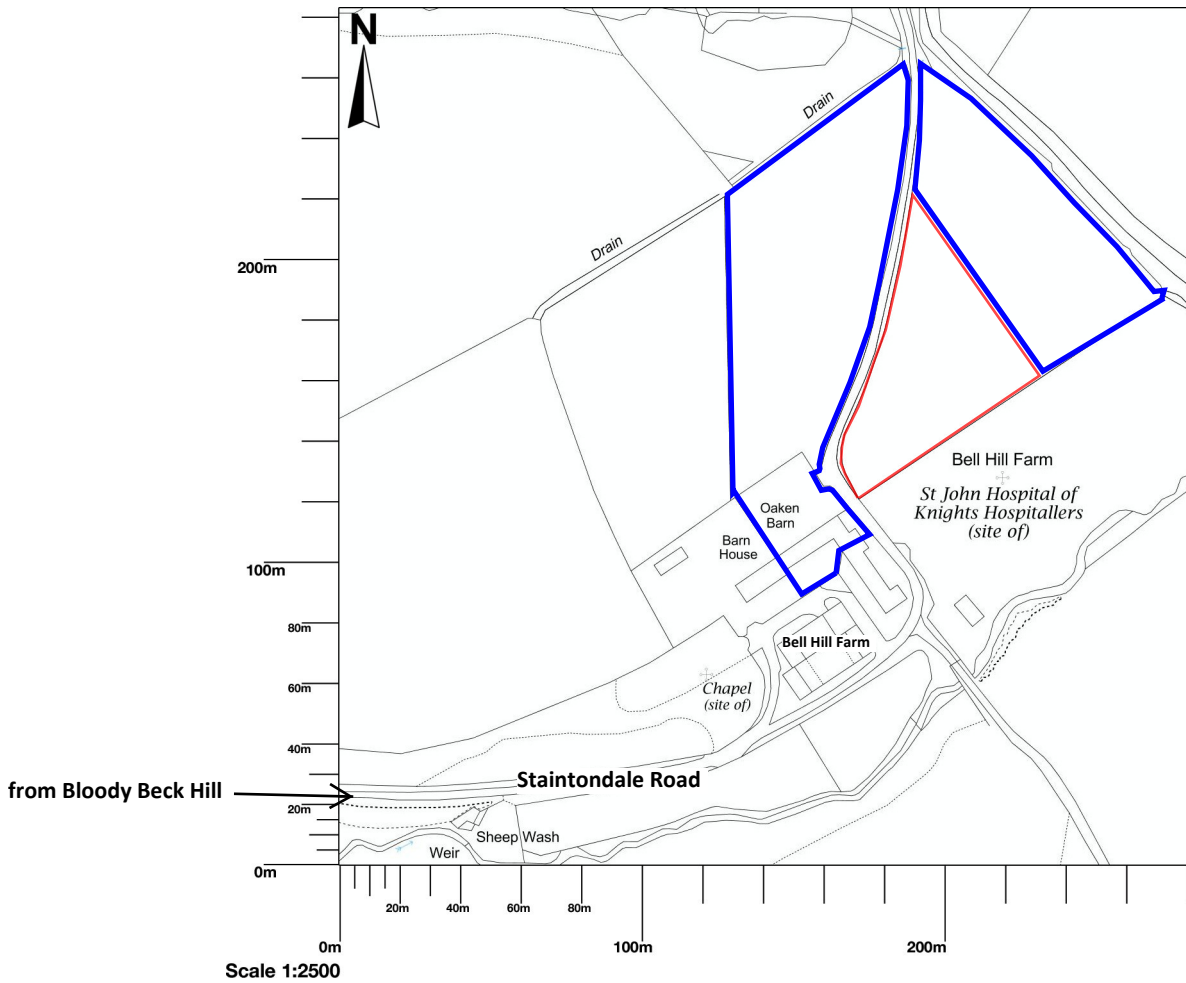 N
Drain
Drain
200m
Bell Hill Farm
St John Hospital of
Knights Hospitallers
(site of)
Oaken
Barn
Barn
House
100m
80m
Bell Hill Farm
60m
Chapel
(site of)
40m
Staintondale Road
from Bloody Beck Hill
20m
Sheep Wash
Weir
0m
20m
40m
60m
80m
0m
100m
200m
Scale 1:2500